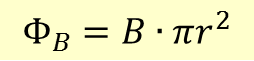 Φ_B = B · πr²